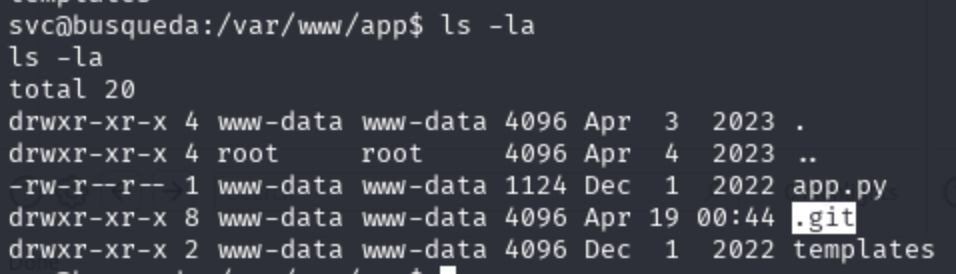 templates
svc@busqueda:/var/www/app$ ls -la
ls -la
total 20
drwxr-xr-x 4 www-data www-data 4096 Apr  3  2023 .
drwxr-xr-x 4 root     root     4096 Apr  4  2023 ..
-rw-r--r-- 1 www-data www-data 1124 Dec  1  2022 app.py
drwxr-xr-x 8 www-data www-data 4096 Apr 19 00:44 .git
drwxr-xr-x 2 www-data www-data 4096 Dec  1  2022 templates